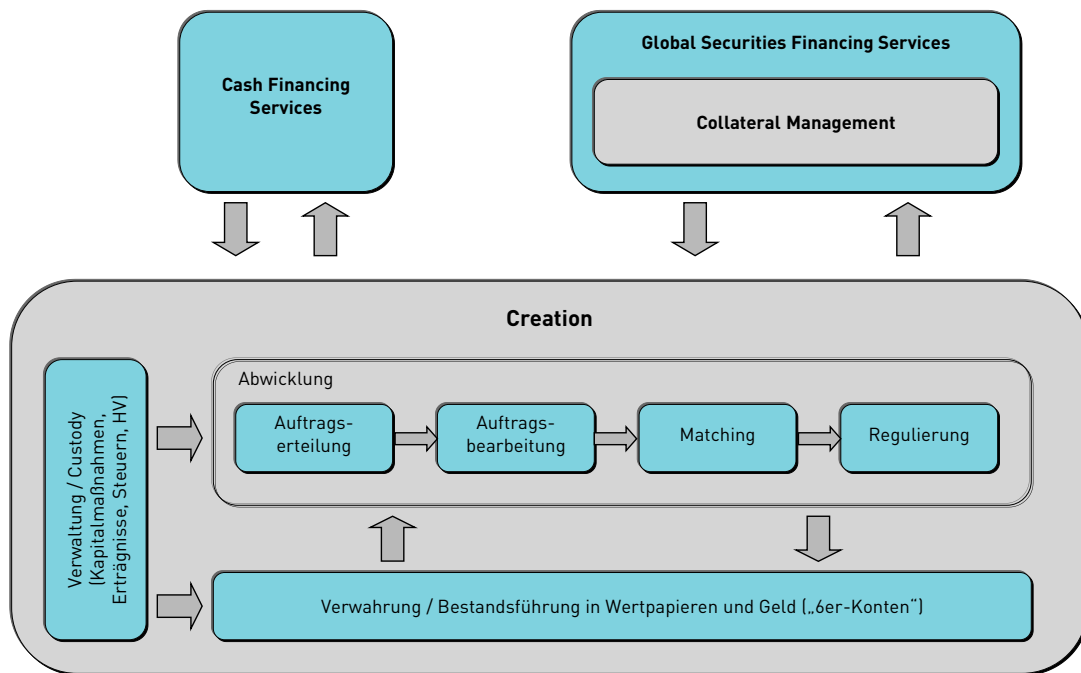 Cash Financing
Services
Global Securities Financing Services
Collateral Management
Creation
Verwaltung / Custody
(Kapitalmaßnahmen,
Erträgnisse, Steuern, HV)
Abwicklung
Auftrags-
erteilung
Auftrags-
bearbeitung
Matching
Regulierung
Verwahrung / Bestandsführung in Wertpapieren und Geld („6er-Konten“)